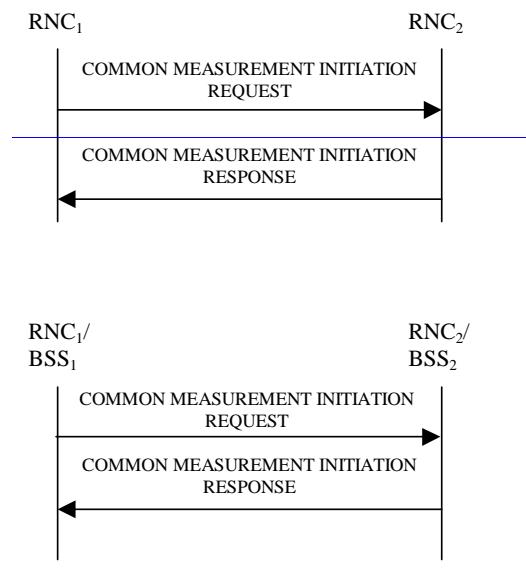 RNC₁ RNC₂
COMMON MEASUREMENT INITIATION
REQUEST
COMMON MEASUREMENT INITIATION
RESPONSE
RNC₁/ RNC₂/
BSS₁ BSS₂
COMMON MEASUREMENT INITIATION
REQUEST
COMMON MEASUREMENT INITIATION
RESPONSE